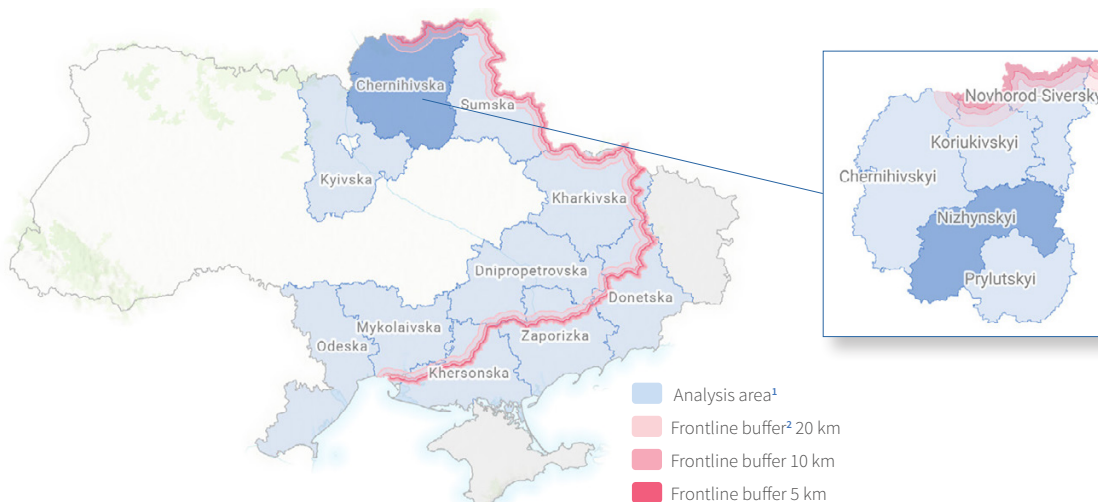 Chernihivska
Sumska
Kyivska
Kharkivska
Dnipropetrovska
Donetska
Mykolaivska
Zaporizka
Odeska
Khersonska
Novhorod Siversky
Koriukivskyi
Chernihivskyi
Nizhynskyi
Prylutskyi
Analysis area¹
Frontline buffer² 20 km
Frontline buffer 10 km
Frontline buffer 5 km